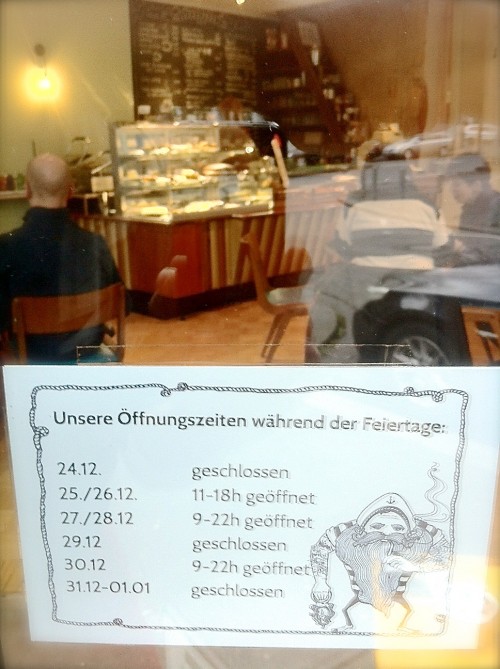 Unsere Öffnungszeiten während der Feiertage:
24.12. geschlossen
25./26.12. 11-18h geöffnet
27./28.12 9-22h geöffnet
29.12 geschlossen
30.12 9-22h geöffnet
31.12-01.01 geschlossen